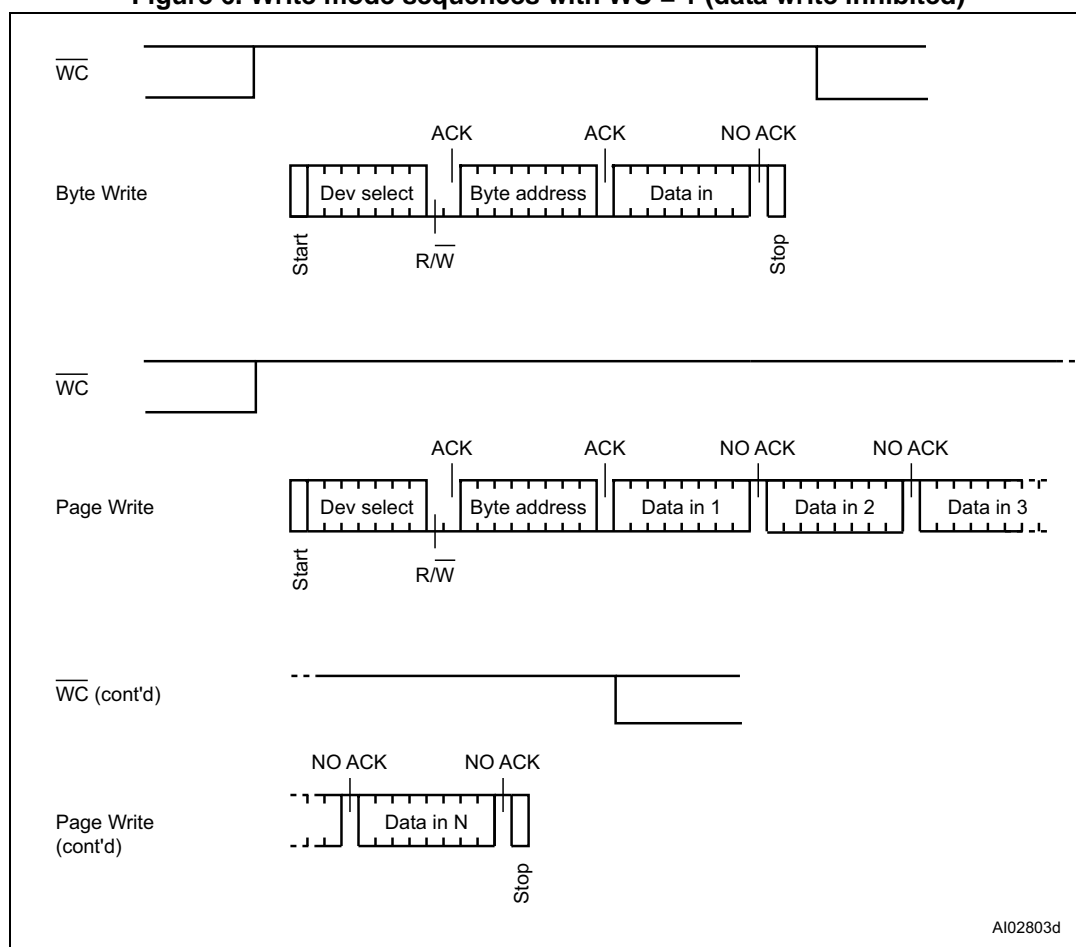 Figure 6. Write mode sequences with WC = 1 (data write inhibited)
WC
ACK ACK NO ACK
Byte Write Dev select Byte address Data in
Start R/W Stop
WC
ACK ACK NO ACK NO ACK
Page Write Dev select Byte address Data in 1 Data in 2 Data in 3
Start R/W
WC (cont'd)
NO ACK NO ACK
Page Write Data in N
(cont'd)
Stop
AI02803d